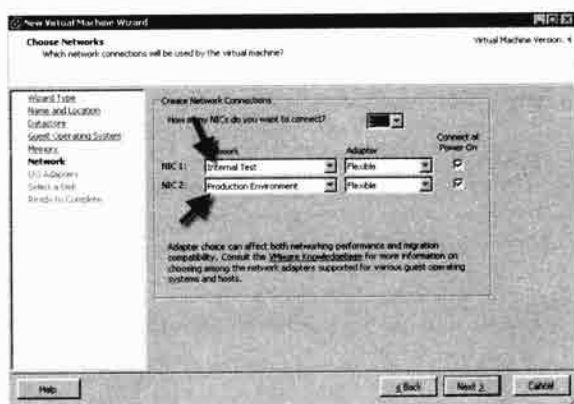 New Virtual Machine Wizard
Choose Networks
Which network connections will be used by the virtual machine?
Virtual Machine Version: 4
Wizard Type
Name and Location
Datastore
Guest Operating System
Memory
Network
I/O Adapters
Select a Disk
Ready to Complete
Create Network Connections
How many NICs do you want to connect?
Network
Adapter
Connect at Power On
NIC 1:
Internal Test
Flexible
NIC 2:
Production Environment
Flexible
Adapter choice can affect both networking performance and migration
compatibility. Consult the VMware KnowledgeBase for more information on
choosing among the network adapters supported for various guest operating
systems and hosts.
Help
< Back
Next >
Cancel